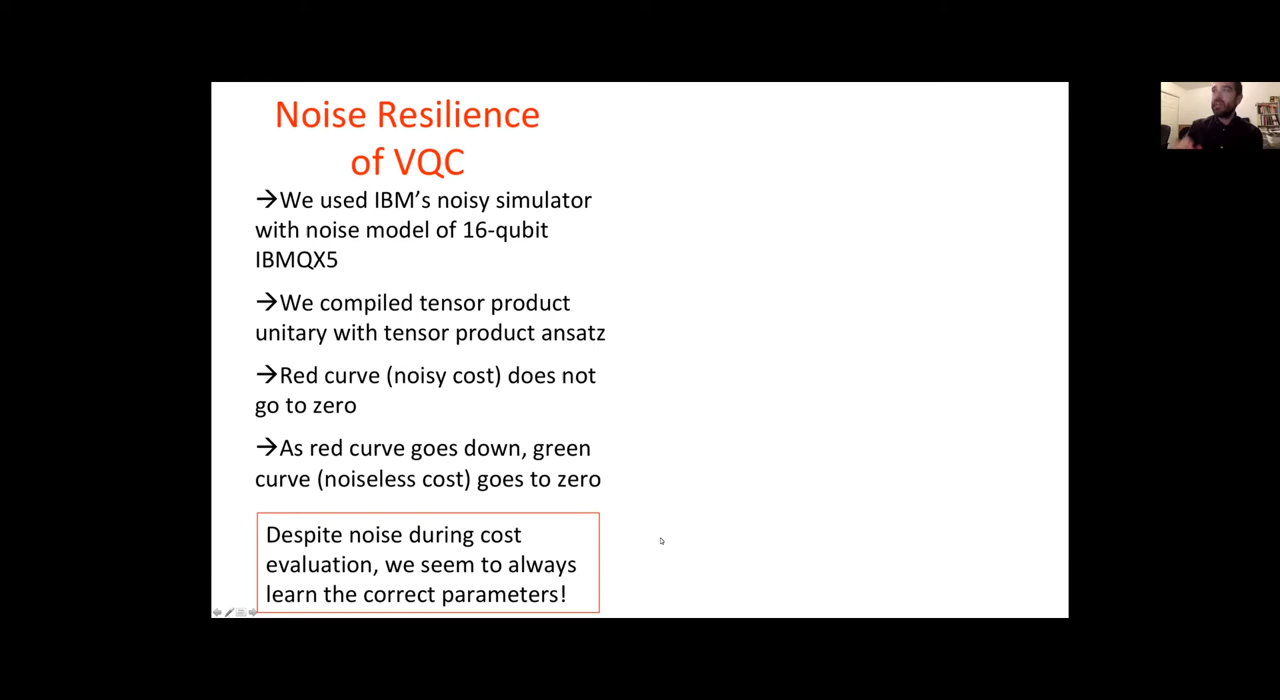 Noise Resilience
of VQC
→We used IBM’s noisy simulator
with noise model of 16-qubit
IBMQX5
→We compiled tensor product
unitary with tensor product ansatz
→Red curve (noisy cost) does not
go to zero
→As red curve goes down, green
curve (noiseless cost) goes to zero
Despite noise during cost
evaluation, we seem to always
learn the correct parameters!